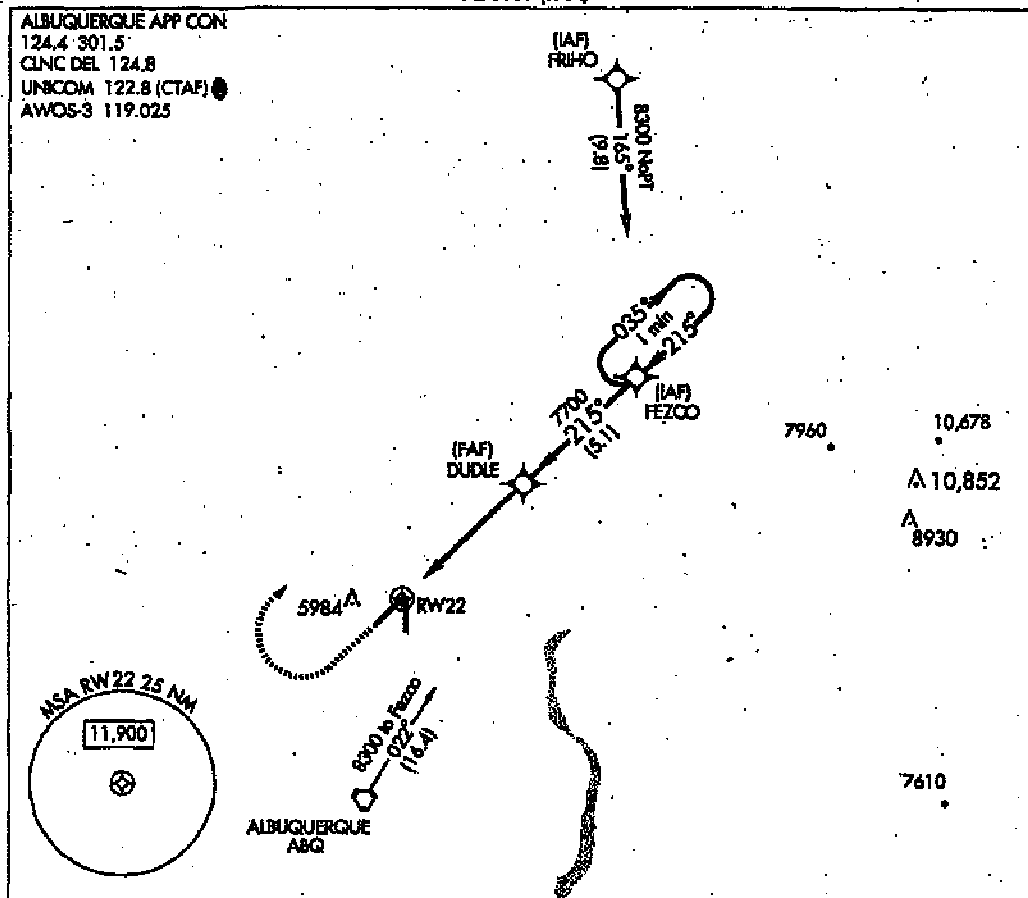 ALBUQUERQUE APP CON
124.4 301.5
CLNC DEL 124.8
UNICOM 122.8 (CTAF)
AWOS-3 119.025
(IAF)
FRIHO
8300 NoPT
165°
(9.8)
035°
1 min
215°
(IAF)
FEZCO
7700
215°
(5.1)
(FAF)
DUDLE
7960
10,678
10,852
8930
5984
RW22
MSA RW22 25 NM
11,900
8300 to Fezco
022°
(16.4)
ALBUQUERQUE
ABQ
7610